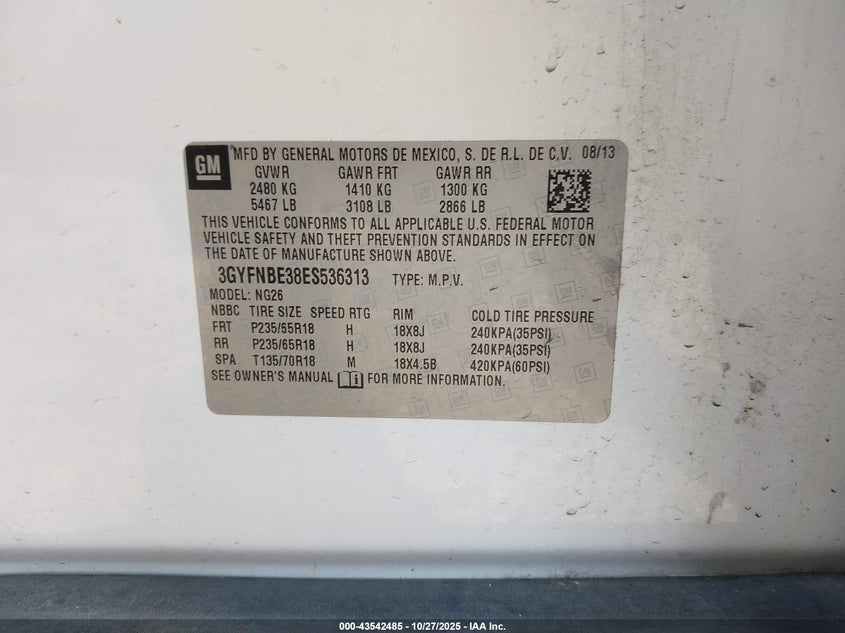 GM MFD BY GENERAL MOTORS DE MEXICO, S. DE R.L. DE C.V. 08/13
GVWR GAWR FRT GAWR RR
2480 KG 1410 KG 1300 KG
5467 LB 3108 LB 2866 LB
THIS VEHICLE CONFORMS TO ALL APPLICABLE U.S. FEDERAL MOTOR
VEHICLE SAFETY AND THEFT PREVENTION STANDARDS IN EFFECT ON
THE DATE OF MANUFACTURE SHOWN ABOVE.
3GYFNBE38ES536313 TYPE: M.P.V.
MODEL: NG26
NBBC TIRE SIZE SPEED RTG RIM COLD TIRE PRESSURE
FRT P235/65R18 H 18X8J 240KPA(35PSI)
RR P235/65R18 H 18X8J 240KPA(35PSI)
SPA T135/70R18 M 18X4.5B 420KPA(60PSI)
SEE OWNER'S MANUAL FOR MORE INFORMATION.
000-43542485 | 10/27/2025 - IAA Inc.